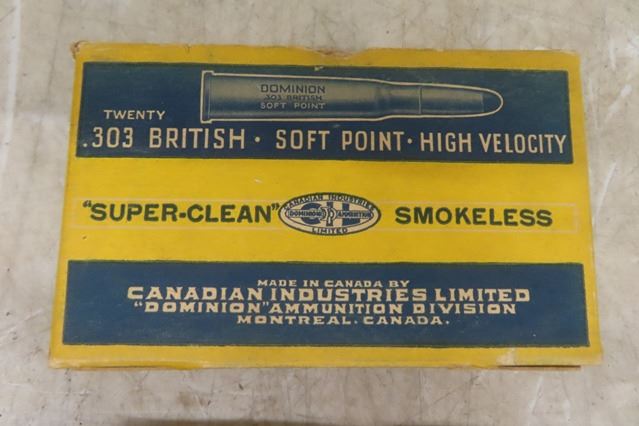 DOMINION
.303 BRITISH
SOFT POINT
TWENTY
.303 BRITISH · SOFT POINT · HIGH VELOCITY
"SUPER-CLEAN"
CANADIAN INDUSTRIES
CIL
DOMINION AMMUNITION
LIMITED
SMOKELESS
MADE IN CANADA BY
CANADIAN INDUSTRIES LIMITED
"DOMINION" AMMUNITION DIVISION
MONTREAL. CANADA.